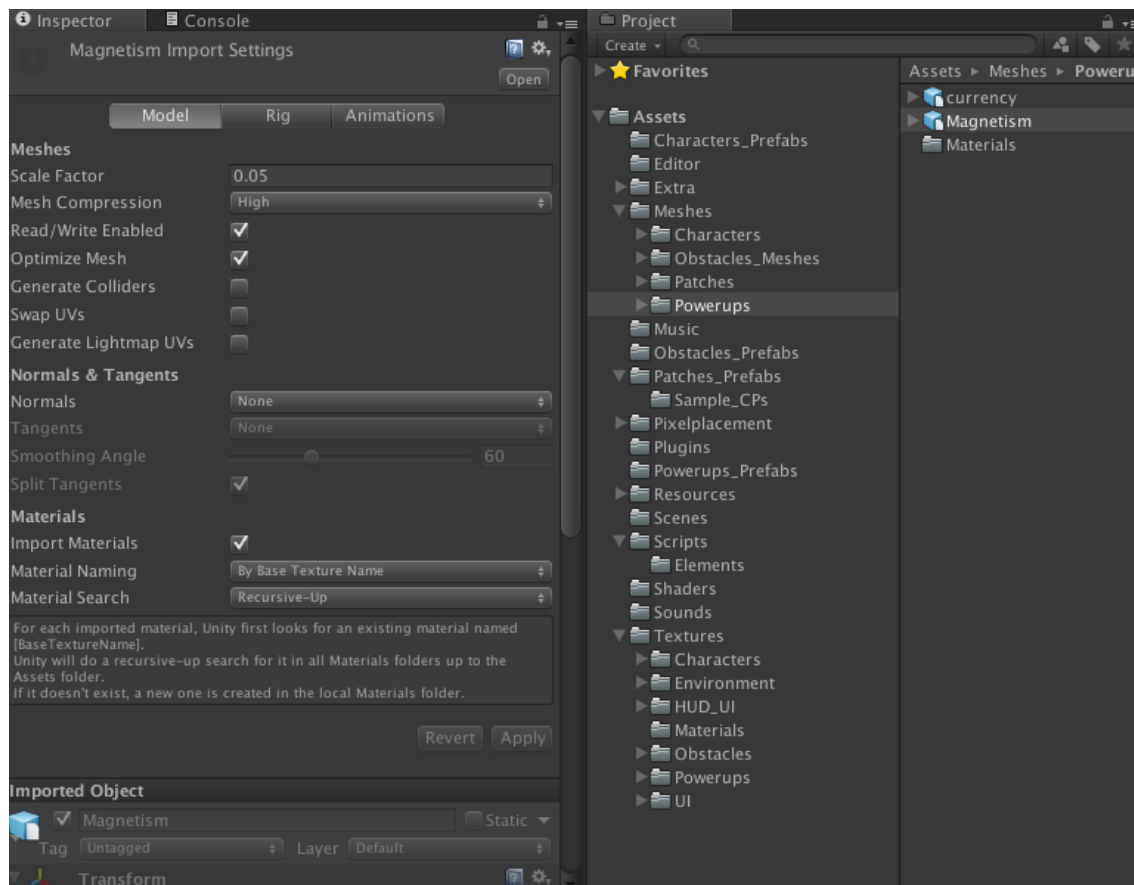 Inspector
Console
Magnetism Import Settings
Open
Model
Rig
Animations
Meshes
Scale Factor
0.05
Mesh Compression
High
Read/Write Enabled
Optimize Mesh
Generate Colliders
Swap UVs
Generate Lightmap UVs
Normals & Tangents
Normals
None
Tangents
None
Smoothing Angle
60
Split Tangents
Materials
Import Materials
Material Naming
By Base Texture Name
Material Search
Recursive-Up
For each imported material, Unity first looks for an existing material named
[BaseTextureName].
Unity will do a recursive-up search for it in all Materials folders up to the
Assets folder.
If it doesn't exist, a new one is created in the local Materials folder.
Revert
Apply
Imported Object
Magnetism
Static
Tag
Untagged
Layer
Default
Transform
Project
Create
Favorites
Assets
Characters_Prefabs
Editor
Extra
Meshes
Characters
Obstacles_Meshes
Patches
Powerups
Music
Obstacles_Prefabs
Patches_Prefabs
Sample_CPs
Pixelplacement
Plugins
Powerups_Prefabs
Resources
Scenes
Scripts
Elements
Shaders
Sounds
Textures
Characters
Environment
HUD_UI
Materials
Obstacles
Powerups
UI
Assets ▸ Meshes ▸ Poweru
currency
Magnetism
Materials